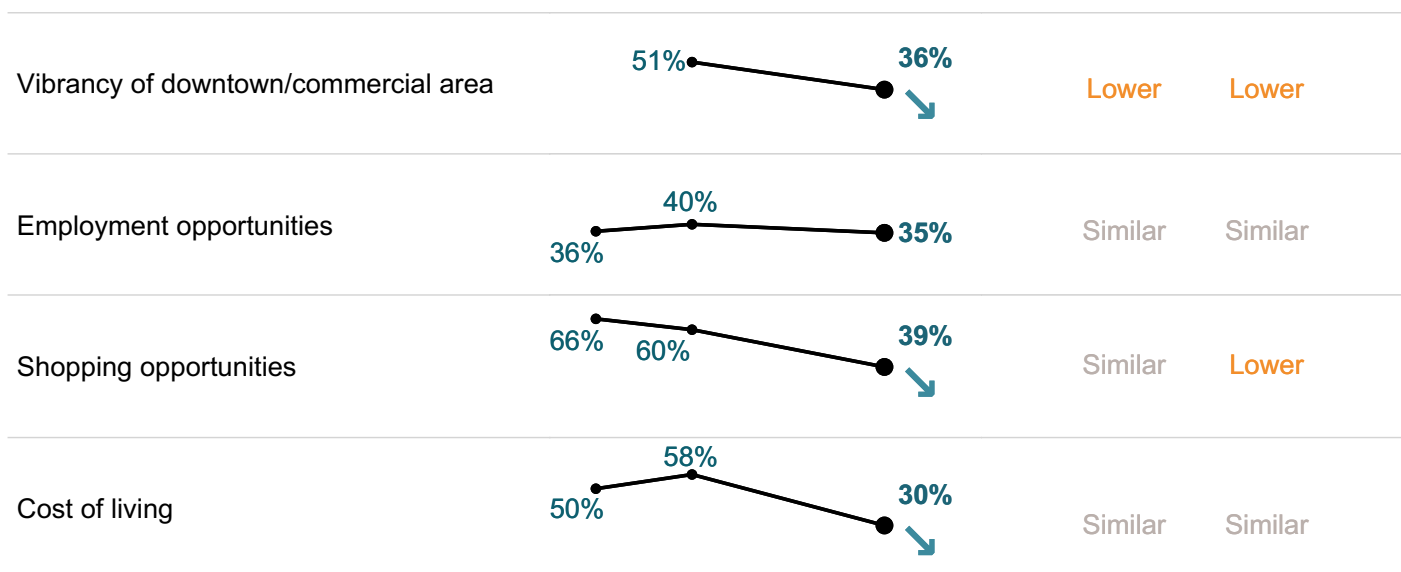 Vibrancy of downtown/commercial area 51% 36% Lower Lower
Employment opportunities 36% 40% 35% Similar Similar
Shopping opportunities 66% 60% 39% Similar Lower
Cost of living 50% 58% 30% Similar Similar